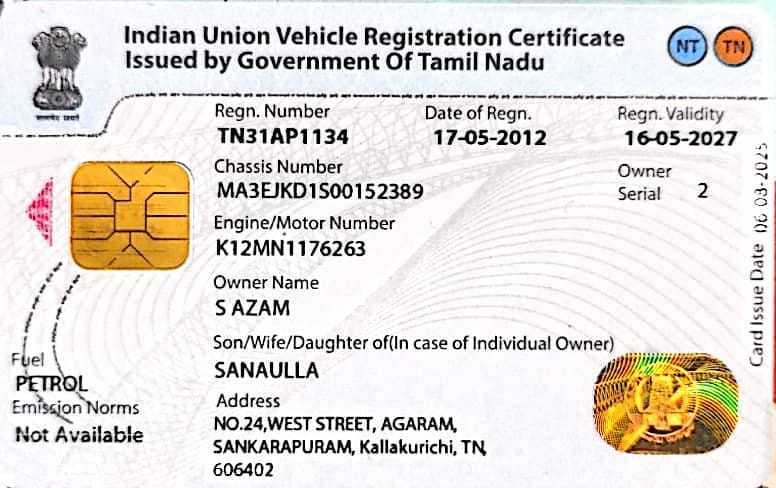 Indian Union Vehicle Registration Certificate
Issued by Government Of Tamil Nadu
NT TN
सत्यमेव जयते
Regn. Number Date of Regn. Regn. Validity
TN31AP1134 17-05-2012 16-05-2027
Chassis Number
MA3EJKD1S00152389
Owner
Serial 2
Engine/Motor Number
K12MN1176263
Owner Name
S AZAM
Son/Wife/Daughter of(In case of Individual Owner)
SANAULLA
Fuel
PETROL
Emission Norms
Not Available
Address
NO.24,WEST STREET, AGARAM,
SANKARAPURAM, Kallakurichi, TN,
606402
Card Issue Date 06-03-2025